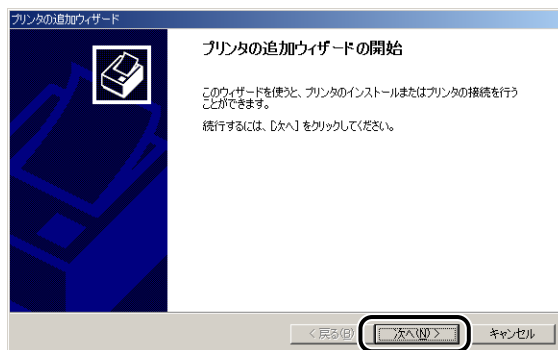 プリンタの追加ウィザード
プリンタの追加ウィザードの開始
このウィザードを使うと、プリンタのインストールまたはプリンタの接続を行う
ことができます。
続行するには、[次へ] をクリックしてください。
< 戻る(B)
次へ(N) >
キャンセル